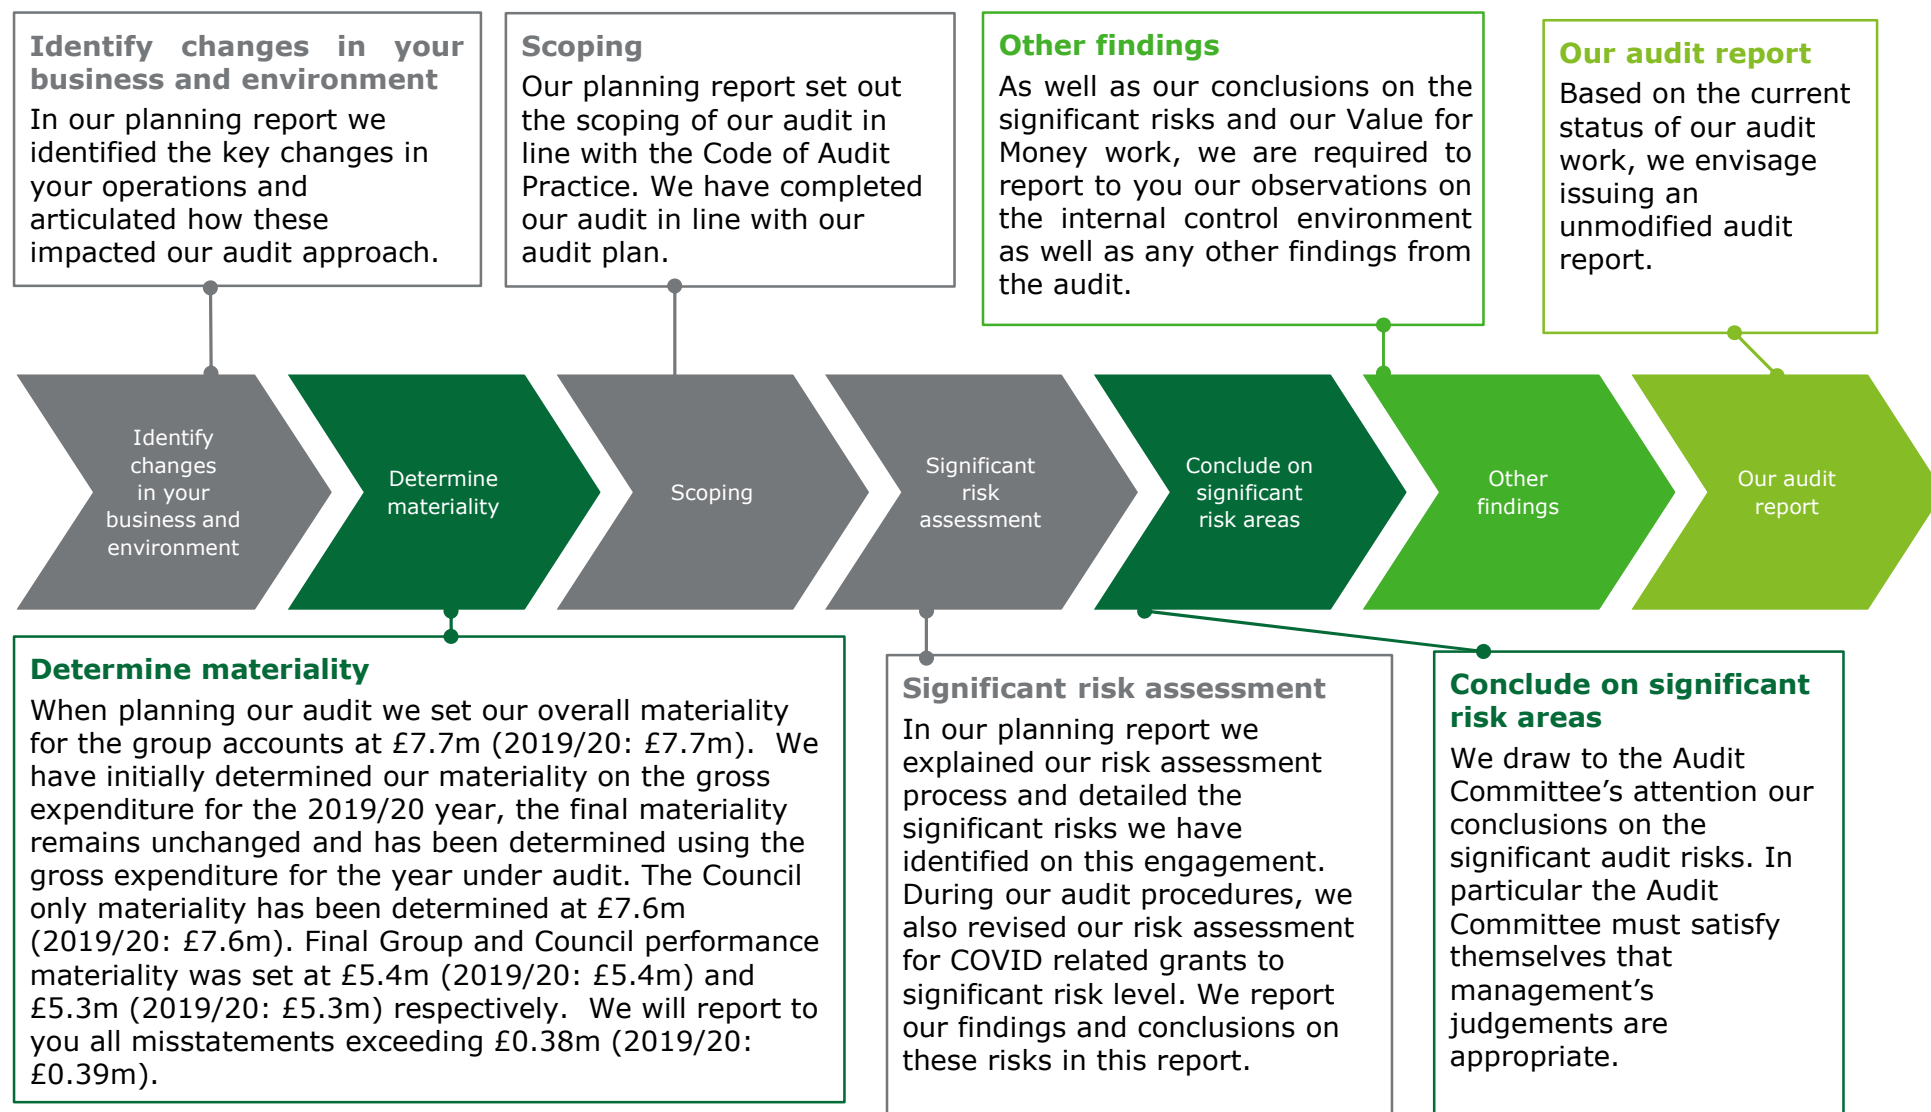 Identify changes in your
business and environment
In our planning report we
identified the key changes in
your operations and
articulated how these
impacted our audit approach.
Scoping
Our planning report set out
the scoping of our audit in
line with the Code of Audit
Practice. We have completed
our audit in line with our
audit plan.
Other findings
As well as our conclusions on the
significant risks and our Value for
Money work, we are required to
report to you our observations on
the internal control environment
as well as any other findings from
the audit.
Our audit report
Based on the current
status of our audit
work, we envisage
issuing an
unmodified audit
report.
Identify
changes
in your
business and
environment
Determine
materiality
Scoping
Significant
risk
assessment
Conclude on
significant
risk areas
Other
findings
Our audit
report
Determine materiality
When planning our audit we set our overall materiality
for the group accounts at £7.7m (2019/20: £7.7m). We
have initially determined our materiality on the gross
expenditure for the 2019/20 year, the final materiality
remains unchanged and has been determined using the
gross expenditure for the year under audit. The Council
only materiality has been determined at £7.6m
(2019/20: £7.6m). Final Group and Council performance
materiality was set at £5.4m (2019/20: £5.4m) and
£5.3m (2019/20: £5.3m) respectively. We will report to
you all misstatements exceeding £0.38m (2019/20:
£0.39m).
Significant risk assessment
In our planning report we
explained our risk assessment
process and detailed the
significant risks we have
identified on this engagement.
During our audit procedures, we
also revised our risk assessment
for COVID related grants to
significant risk level. We report
our findings and conclusions on
these risks in this report.
Conclude on significant
risk areas
We draw to the Audit
Committee’s attention our
conclusions on the
significant audit risks. In
particular the Audit
Committee must satisfy
themselves that
management’s
judgements are
appropriate.